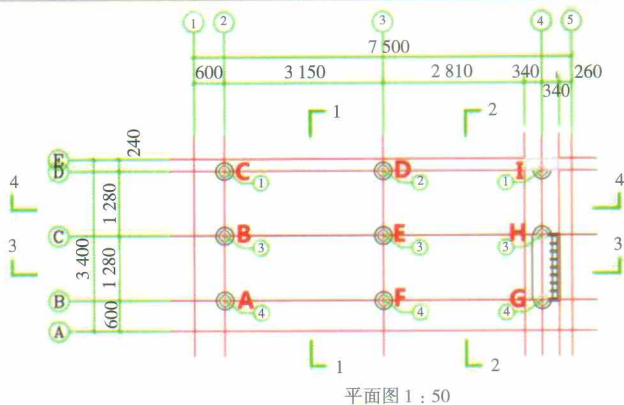 1 2 3 4 5
7 500
600 3 150 2 810 340 260
340
1 2
240
E
D C D I
1 2 1
4 4
1 280
C B E H
3 3 3
3 3
3 400
1 280
B A F G
4 4 4
600
A
1 2
平面图 1 : 50